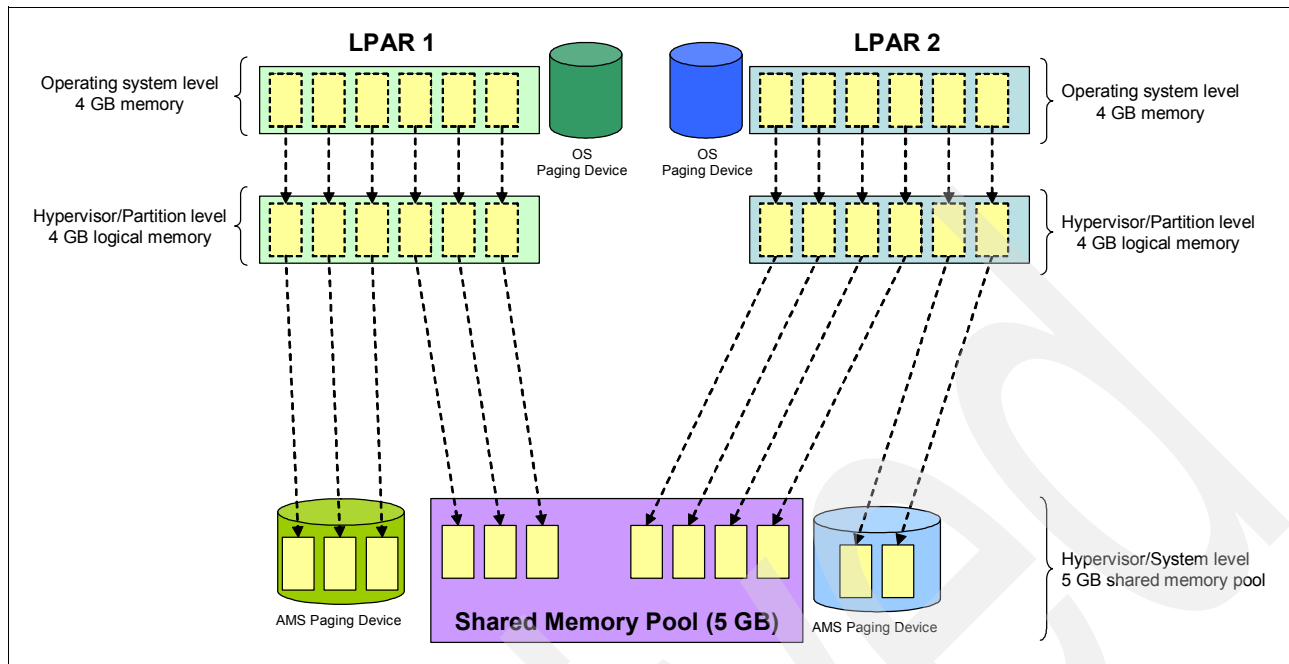 LPAR 1
LPAR 2
Operating system level
4 GB memory
OS
Paging Device
OS
Paging Device
Operating system level
4 GB memory
Hypervisor/Partition level
4 GB logical memory
Hypervisor/Partition level
4 GB logical memory
AMS Paging Device
Shared Memory Pool (5 GB)
AMS Paging Device
Hypervisor/System level
5 GB shared memory pool